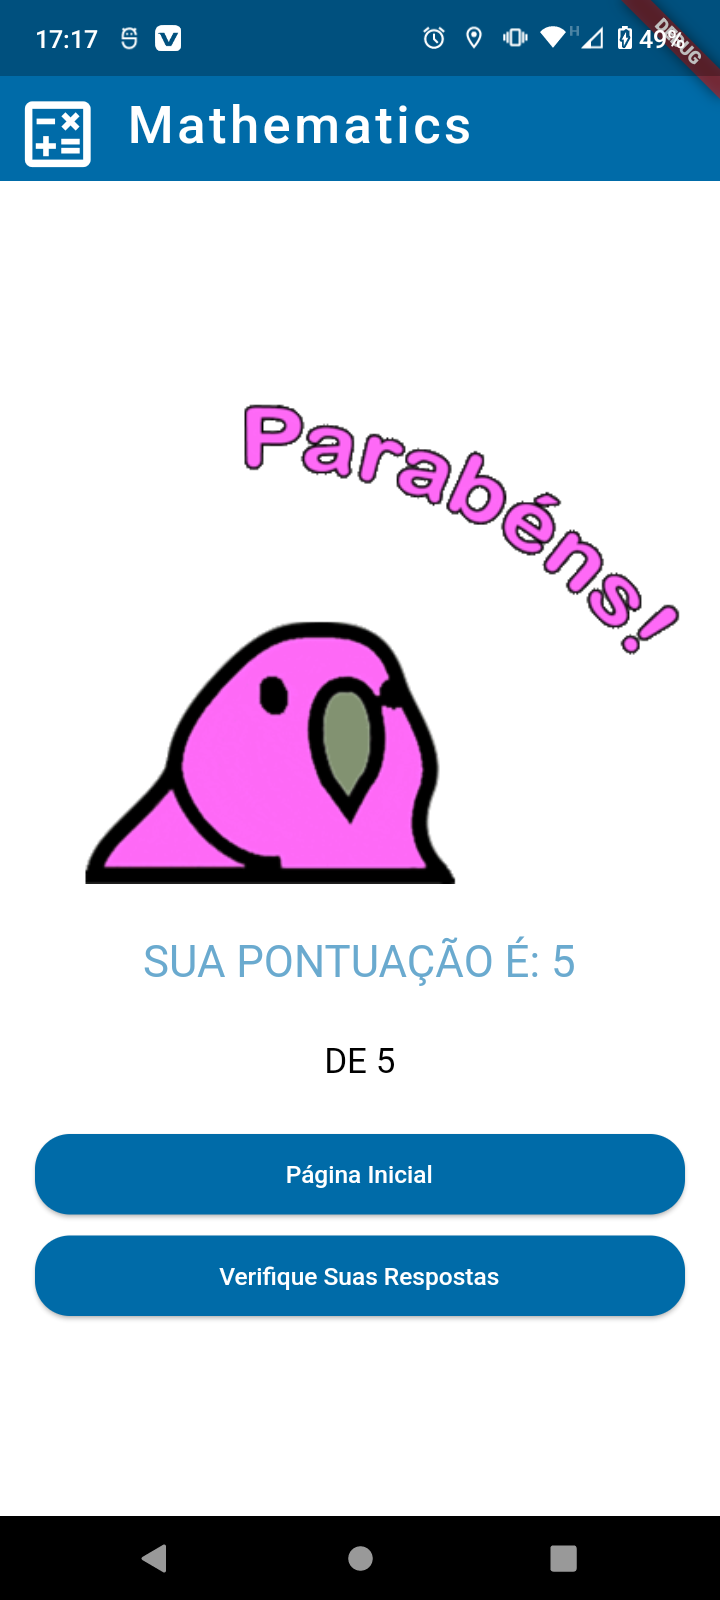 17:17
H
49%
DEBUG
Mathematics
Parabéns!
SUA PONTUAÇÃO É: 5
DE 5
Página Inicial
Verifique Suas Respostas